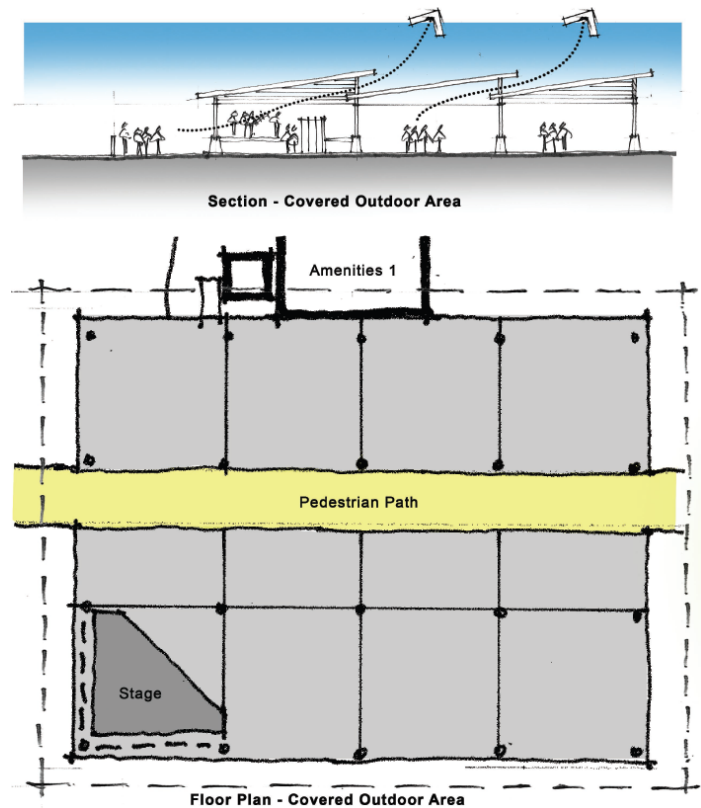 Section - Covered Outdoor Area
Amenities 1
Pedestrian Path
Stage
Floor Plan - Covered Outdoor Area